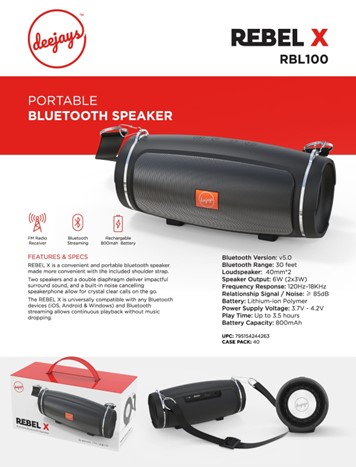 deejays™
REBEL X
RBL100
PORTABLE
BLUETOOTH SPEAKER
deejays
FM Radio
Receiver
Bluetooth
Streaming
Rechargeable
800mah Battery
FEATURES & SPECS
REBEL X is a convenient and portable bluetooth speaker
made more convenient with the included shoulder strap.
Two speakers and a double diaphragm deliver impactful
surround sound, and a built-in noise cancelling
speakerphone allow for crystal clear calls on the go.
The REBEL X is universally compatible with any Bluetooth
devices (iOS, Android & Windows) and Bluetooth
streaming allows continuous playback without music
dropping.
Bluetooth Version: v5.0
Bluetooth Range: 30 feet
Loudspeaker: 40mm*2
Speaker Output: 6W (2x3W)
Frequency Response: 120Hz-18KHz
Relationship Signal / Noise: ≥ 85dB
Battery: Lithium-ion Polymer
Power Supply Voltage: 3.7V - 4.2V
Play Time: Up to 3.5 hours
Battery Capacity: 800mAh
UPC: 795154244263
CASE PACK: 40
deejays
REBEL X